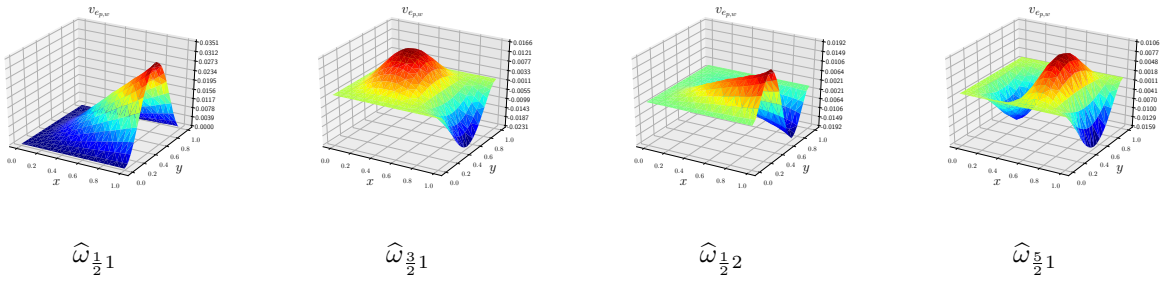 v_{e_{p,w}}
0.0351
0.0312
0.0273
0.0234
0.0195
0.0156
0.0117
0.0078
0.0039
0.0000
0.0 0.2 0.4 0.6 0.8 1.0
x
0.0 0.2 0.4 0.6 0.8 1.0
y
\widehat{ω}_{\frac{1}{2}1}
v_{e_{p,w}}
0.0166
0.0121
0.0077
0.0033
-0.0011
-0.0055
-0.0099
-0.0143
-0.0187
-0.0231
0.0 0.2 0.4 0.6 0.8 1.0
x
0.0 0.2 0.4 0.6 0.8 1.0
y
\widehat{ω}_{\frac{3}{2}1}
v_{e_{p,w}}
0.0192
0.0149
0.0106
0.0064
0.0021
-0.0021
-0.0064
-0.0106
-0.0149
-0.0192
0.0 0.2 0.4 0.6 0.8 1.0
x
0.0 0.2 0.4 0.6 0.8 1.0
y
\widehat{ω}_{\frac{1}{2}2}
v_{e_{p,w}}
0.0106
0.0077
0.0048
0.0018
-0.0011
-0.0041
-0.0070
-0.0100
-0.0129
-0.0159
0.0 0.2 0.4 0.6 0.8 1.0
x
0.0 0.2 0.4 0.6 0.8 1.0
y
\widehat{ω}_{\frac{5}{2}1}